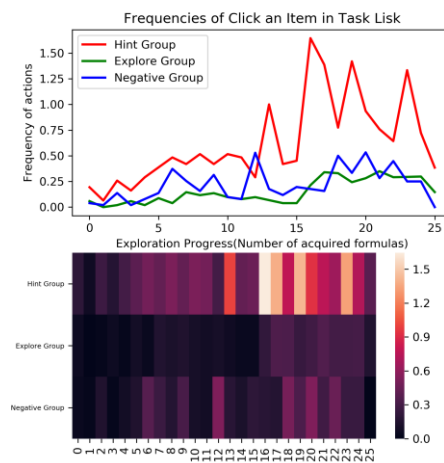 Frequencies of Click an Item in Task Lisk
Frequency of actions
1.50
1.25
1.00
0.75
0.50
0.25
0.00
Hint Group
Explore Group
Negative Group
0 5 10 15 20 25
Exploration Progress(Number of acquired formulas)
Hint Group
Explore Group
Negative Group
1.5
1.2
0.9
0.6
0.3
0.0
0 1 2 3 4 5 6 7 8 9 10 11 12 13 14 15 16 17 18 19 20 21 22 23 24 25